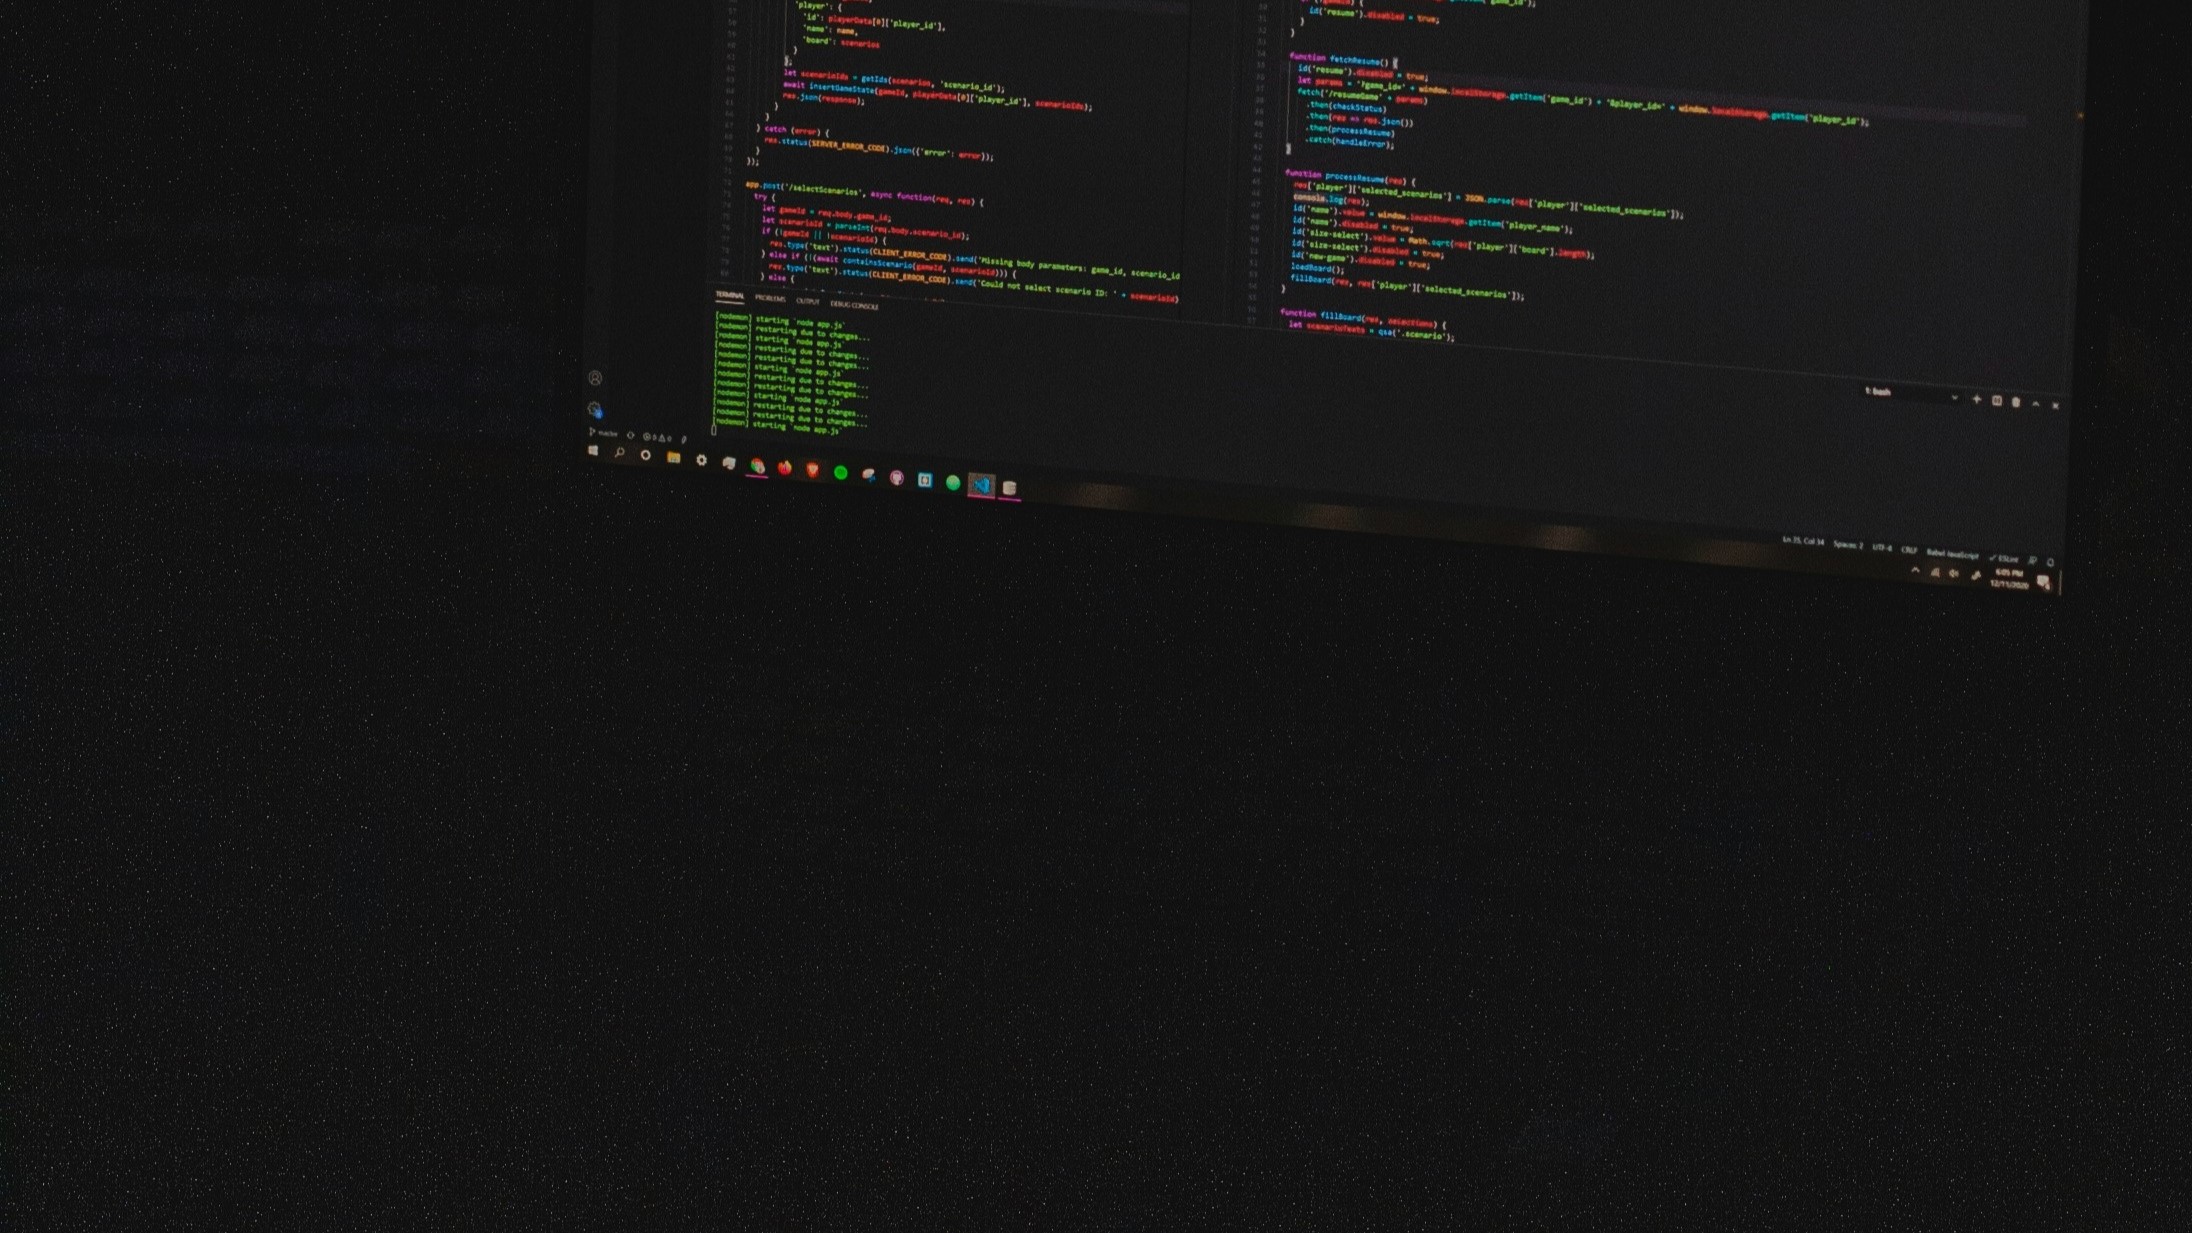 'player': {
'id': playerData[0]['player_id'],
'name': name,
'board': scenarios
}
};
let scenarioIds = getIds(scenarios, 'scenario_id');
await insertGameState(gameId, playerData[0]['player_id'], scenarioIds);
res.json(response);
}
}
} catch (error) {
res.status(SERVER_ERROR_CODE).json({'error': error});
}
});
app.post('/selectScenarios', async function(req, res) {
try {
let gameId = req.body.game_id;
let scenarioId = parseInt(req.body.scenario_id);
if (!gameId || !scenarioId) {
res.type('text').status(CLIENT_ERROR_CODE).send('Missing body parameters: game_id, scenario_id
} else if (!(await containsScenario(gameId, scenarioId))) {
res.type('text').status(CLIENT_ERROR_CODE).send('Could not select scenario ID: ' + scenarioId)
} else {
id('resume').disabled = true;
}
}
function fetchResume() {
id('resume').disabled = true;
let params = '?game_id=' + window.localStorage.getItem('game_id') + '&player_id=' + window.localStorage.getItem('player_id');
fetch('/resumeGame' + params)
.then(checkStatus)
.then(res => res.json())
.then(processResume)
.catch(handleError);
}
function processResume(res) {
res['player']['selected_scenarios'] = JSON.parse(res['player']['selected_scenarios']);
console.log(res);
id('name').value = window.localStorage.getItem('player_name');
id('name').disabled = true;
id('size-select').value = Math.sqrt(res['player']['board'].length);
id('size-select').disabled = true;
id('new-game').disabled = true;
loadBoard();
fillBoard(res, res['player']['selected_scenarios']);
}
function fillBoard(res, selections) {
let scenarioTexts = qsa('.scenario');
TERMINAL PROBLEMS OUTPUT DEBUG CONSOLE
1: bash
[nodemon] starting `node app.js`
[nodemon] restarting due to changes...
[nodemon] starting `node app.js`
[nodemon] restarting due to changes...
[nodemon] restarting due to changes...
[nodemon] starting `node app.js`
[nodemon] restarting due to changes...
[nodemon] restarting due to changes...
[nodemon] starting `node app.js`
[nodemon] restarting due to changes...
[nodemon] restarting due to changes...
[nodemon] starting `node app.js`
master
Ln 35, Col 34 Spaces: 2 UTF-8 CRLF Babel JavaScript ESLint
6:05 PM
12/11/2020